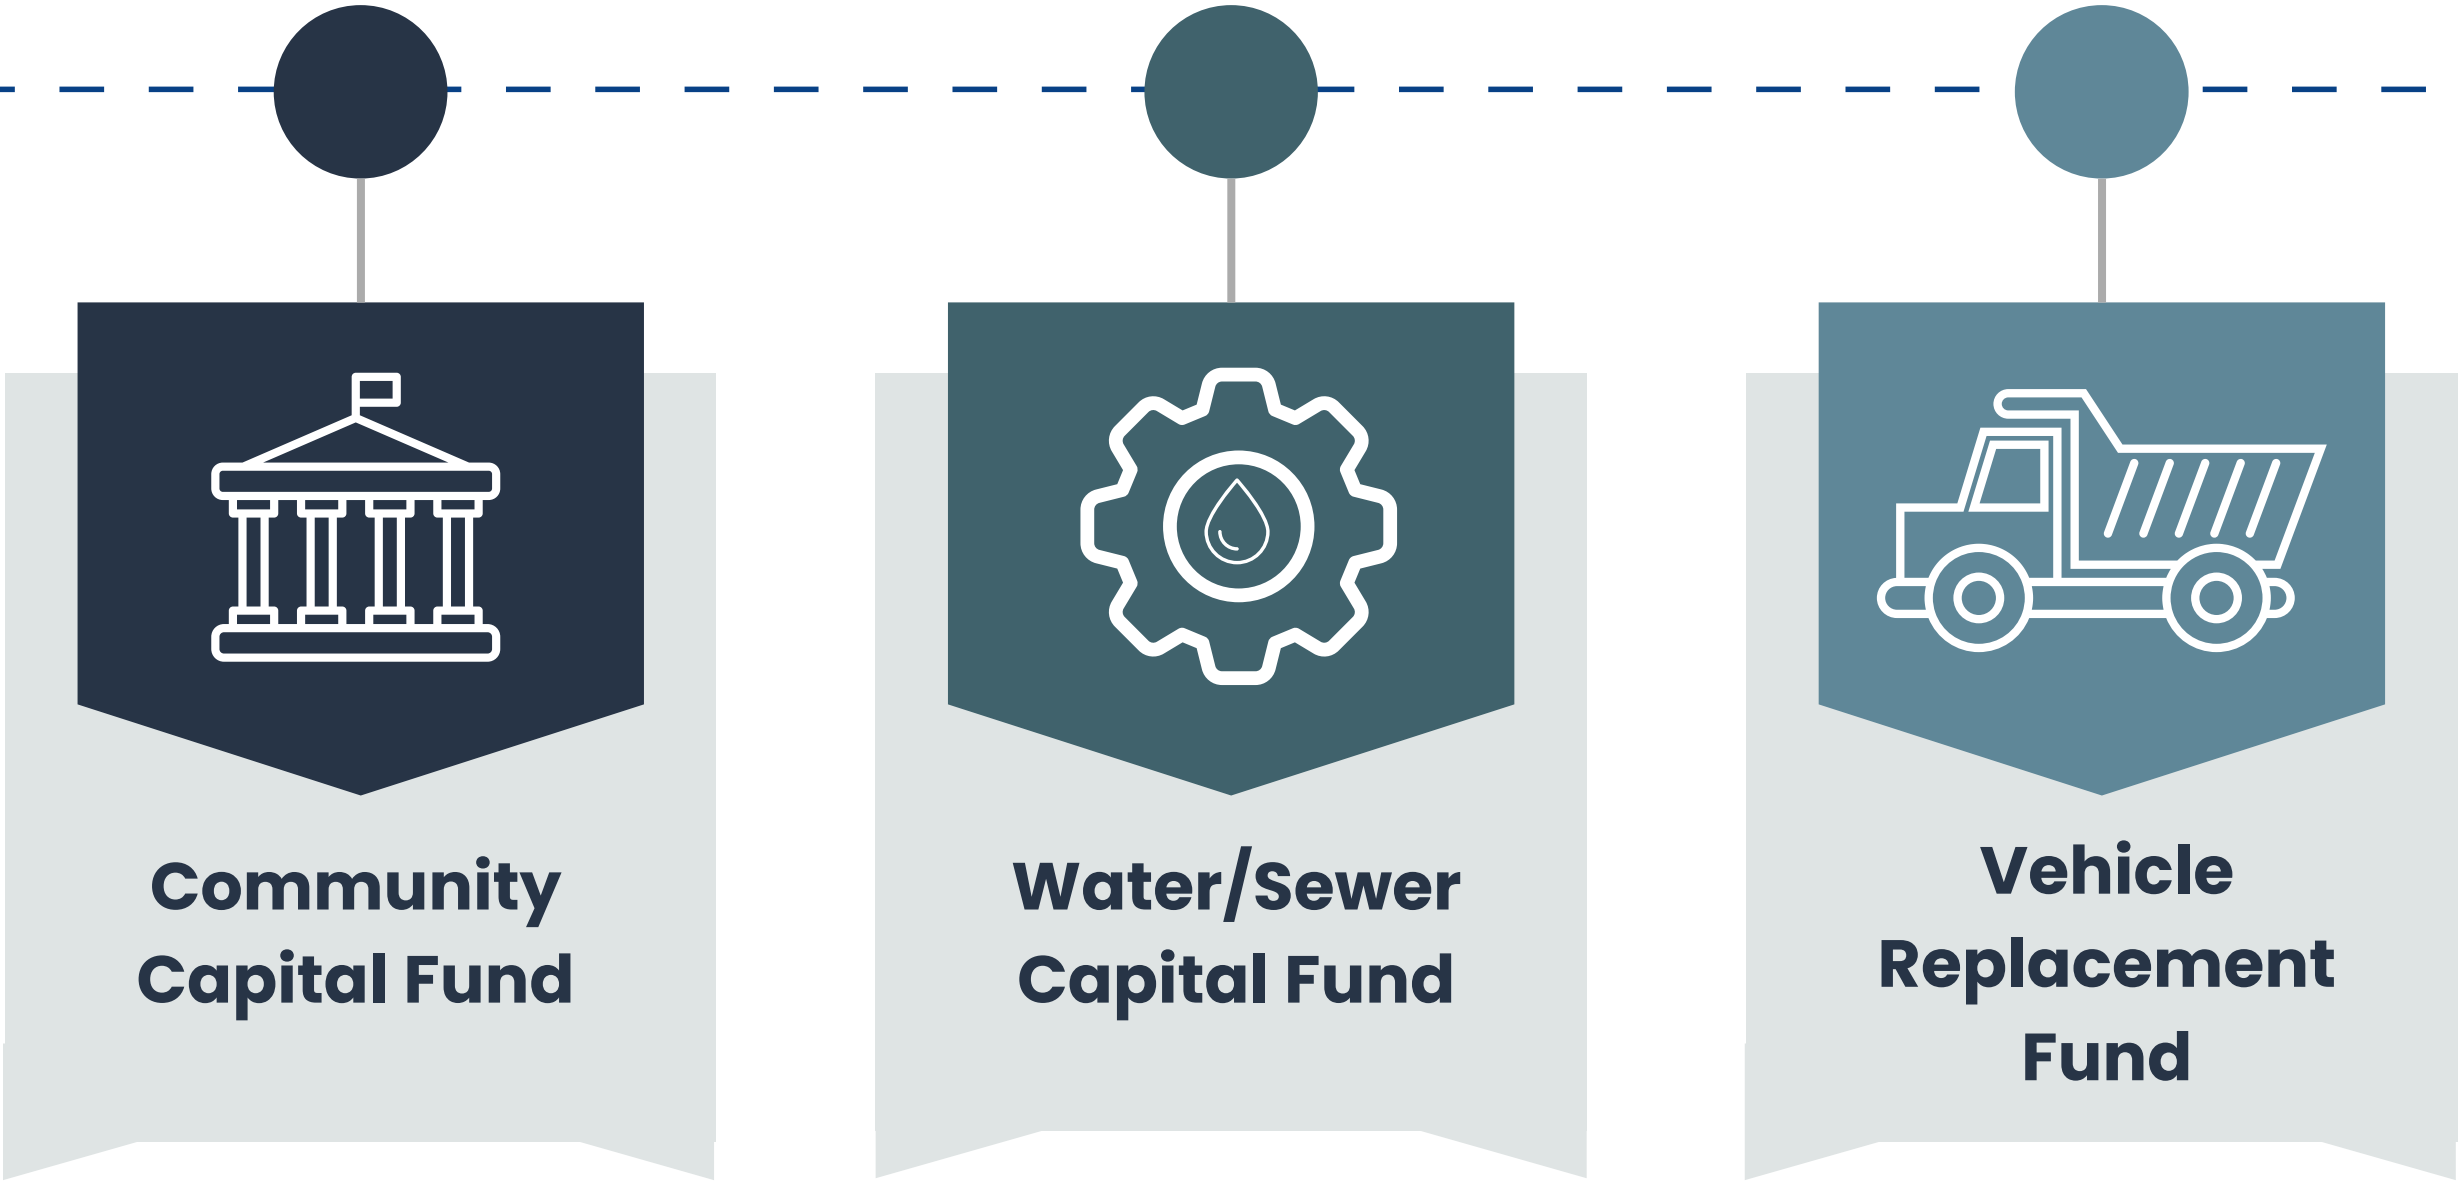 Community
Capital Fund
Water/Sewer
Capital Fund
Vehicle
Replacement
Fund